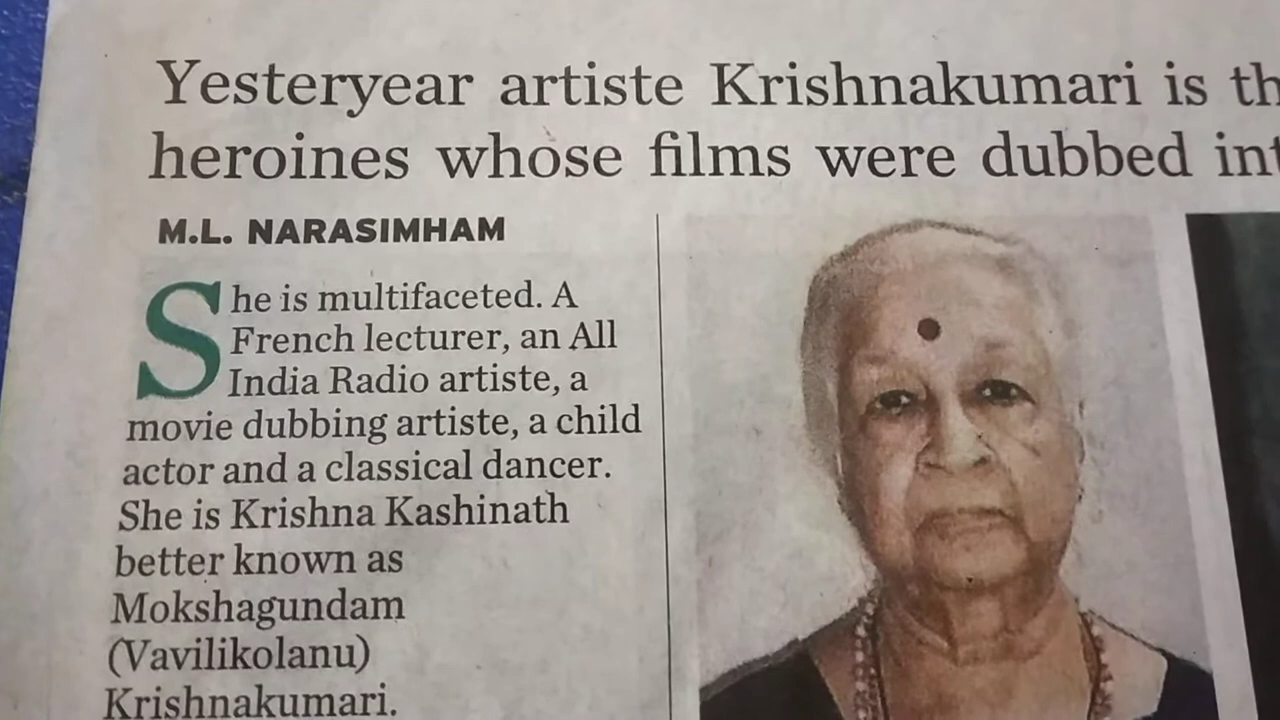 Yesteryear artiste Krishnakumari is
heroines whose films were dubbed
M.L. NARASIMHAM
She is multifaceted. A
French lecturer, an All
India Radio artiste, a
movie dubbing artiste, a child
actor and a classical dancer.
She is Krishna Kashinath
better known as
Mokshagundam
(Vavilikolanu)
Krishnakumari.